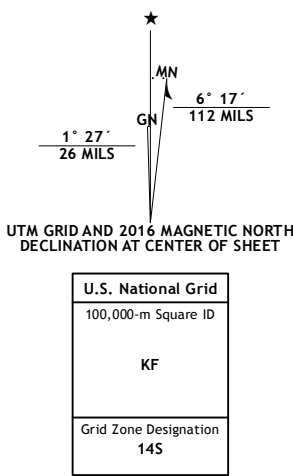 ★
MN
GN
6° 17´
112 MILS
1° 27´
26 MILS
UTM GRID AND 2016 MAGNETIC NORTH
DECLINATION AT CENTER OF SHEET
U.S. National Grid
100,000-m Square ID
KF
Grid Zone Designation
14S